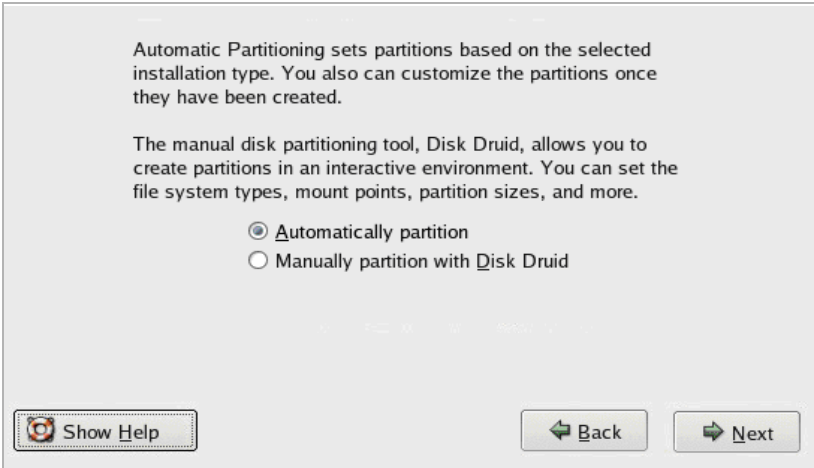 Automatic Partitioning sets partitions based on the selected
installation type. You also can customize the partitions once
they have been created.
The manual disk partitioning tool, Disk Druid, allows you to
create partitions in an interactive environment. You can set the
file system types, mount points, partition sizes, and more.
Automatically partition
Manually partition with Disk Druid
Show Help
Back
Next